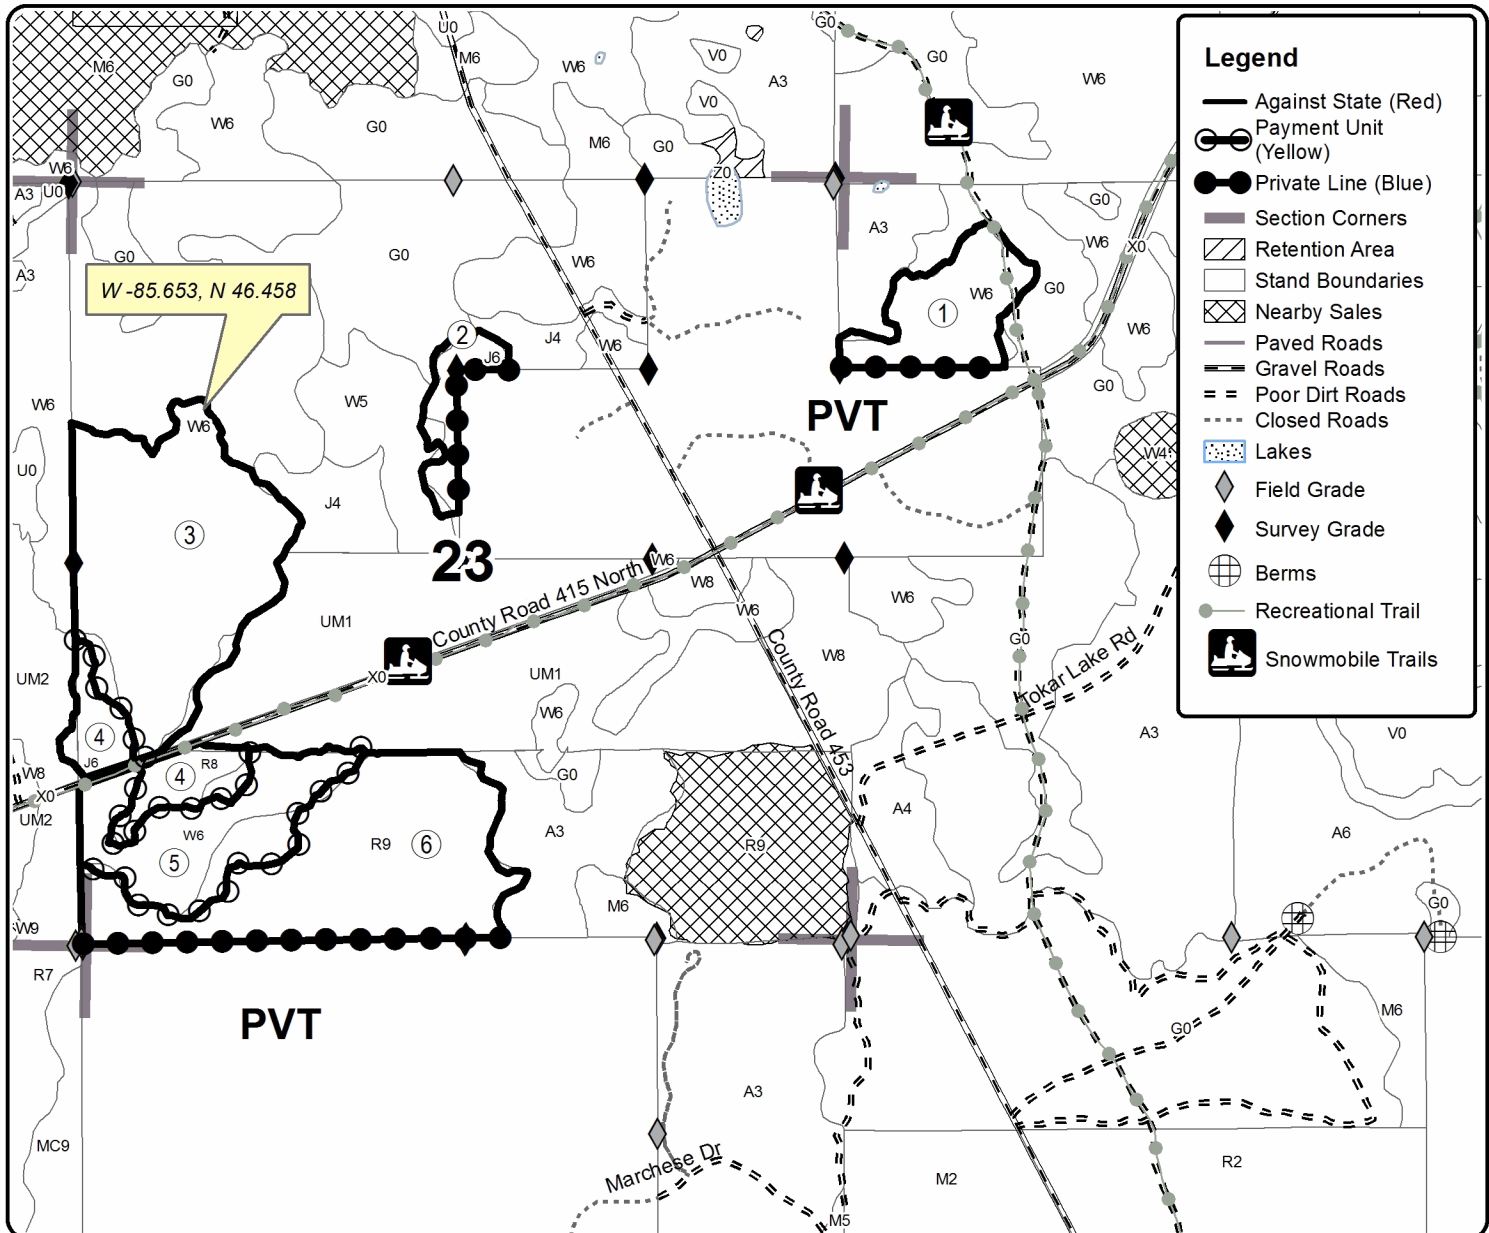 U0
G0
M6
M6
W6
V0
A3
G0
W6
G0
V0
W6
G0
M6
G0
W6
Z0
A3
U0
A3
G0
W6
X0
G0
G0
W6
A3
W -85.653, N 46.458
W6
G0
1
W6
2
J4
W6
J6
W6
W5
G0
PVT
W6
W6
U0
W4
J4
3
23
W6
County Road 415 North
W8
W6
W6
UM1
G0
County Road 453
Tokar Lake Rd
W8
UM2
X0
UM1
W6
4
A3
V0
J6
4
R8
W8
G0
X0
UM2
W6
A4
A3
A6
5
R9
6
R9
M6
G0
W9
R7
PVT
M6
G0
A3
MC9
Marchese Dr
R2
M2
M5
Legend
Against State (Red)
Payment Unit
(Yellow)
Private Line (Blue)
Section Corners
Retention Area
Stand Boundaries
Nearby Sales
Paved Roads
Gravel Roads
Poor Dirt Roads
Closed Roads
Lakes
Field Grade
Survey Grade
Berms
Recreational Trail
Snowmobile Trails